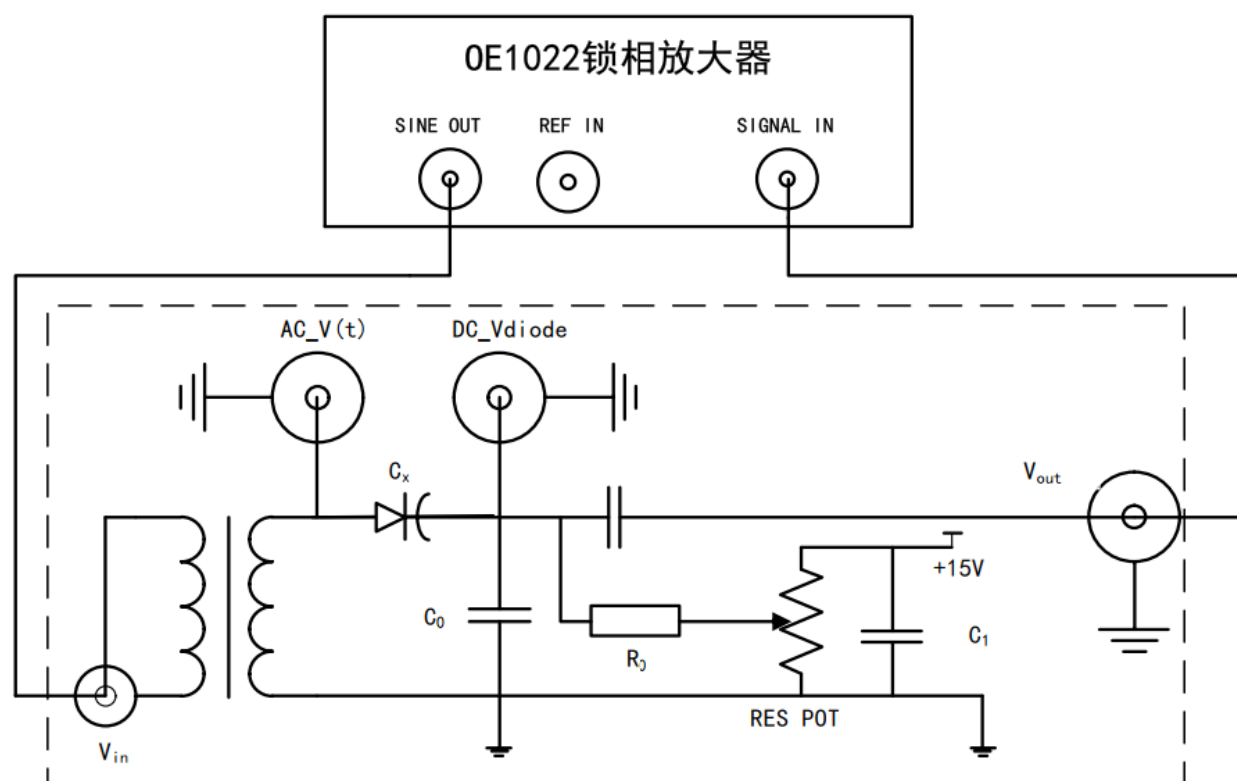 OE1022锁相放大器
SINE OUT
REF IN
SIGNAL IN
AC_V(t)
DC_Vdiode
Cx
Vout
+15V
C0
R0
C1
RES POT
Vin